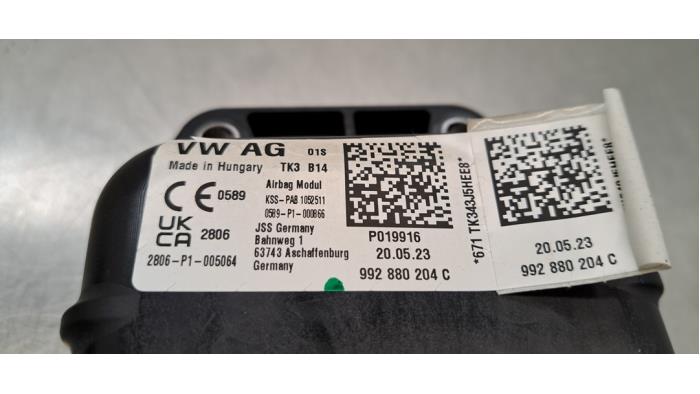 VW AG 01S
Made in Hungary TK3 B14
CE 0589
Airbag Modul
KSS-PAB 1052511
0589-P1-000866
UK
CA 2806
JSS Germany
Bahnweg 1
63743 Aschaffenburg
Germany
2806-P1-005064
P019916
20.05.23
992 880 204 C
*671 TK343J5HEE8*
20.05.23
992 880 204 C